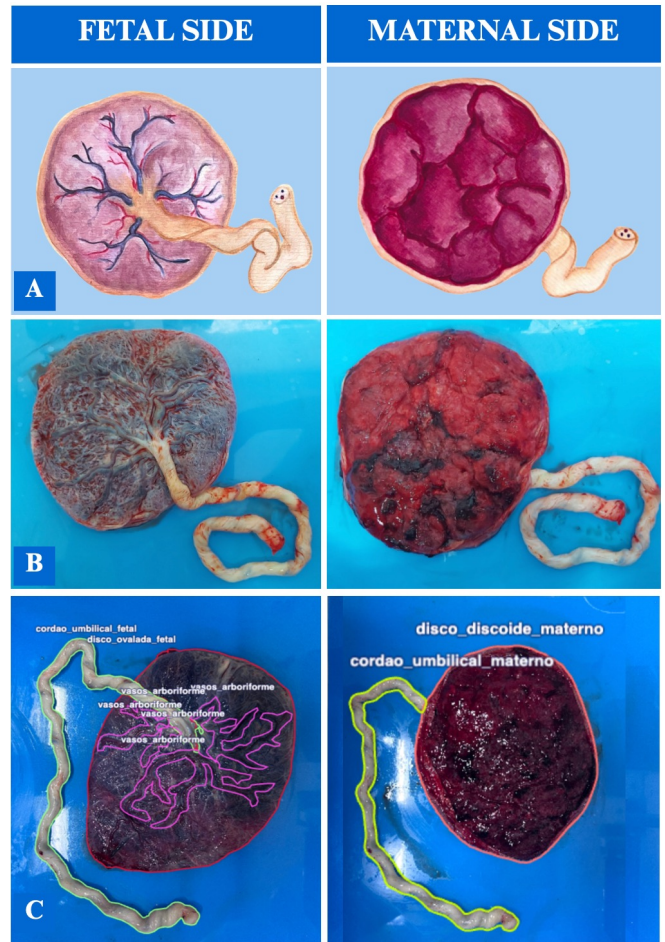 FETAL SIDE
MATERNAL SIDE
A
B
cordao_umbilical_fetal
disco_ovalada_fetal
vasos_arboriforme
vasos_arboriforme
vasos_arboriforme
vasos_arboriforme
vasos_arboriforme
disco_discoide_materno
cordao_umbilical_materno
C